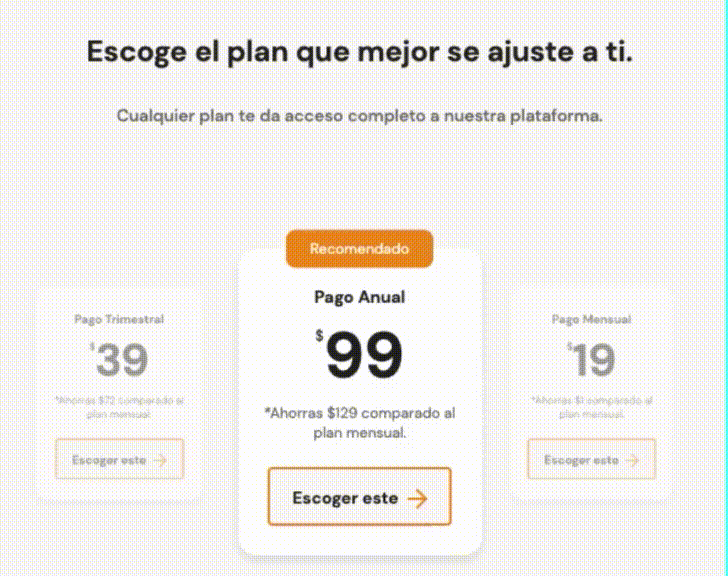 Escoge el plan que mejor se ajuste a ti.
Cualquier plan te da acceso completo a nuestra plataforma.
Pago Trimestral
$39
*Ahorras $72 comparado al
plan mensual.
Escoger este
Recomendado
Pago Anual
$99
*Ahorras $129 comparado al
plan mensual.
Escoger este
Pago Mensual
$19
*Ahorras $1 comparado al
plan mensual.
Escoger este